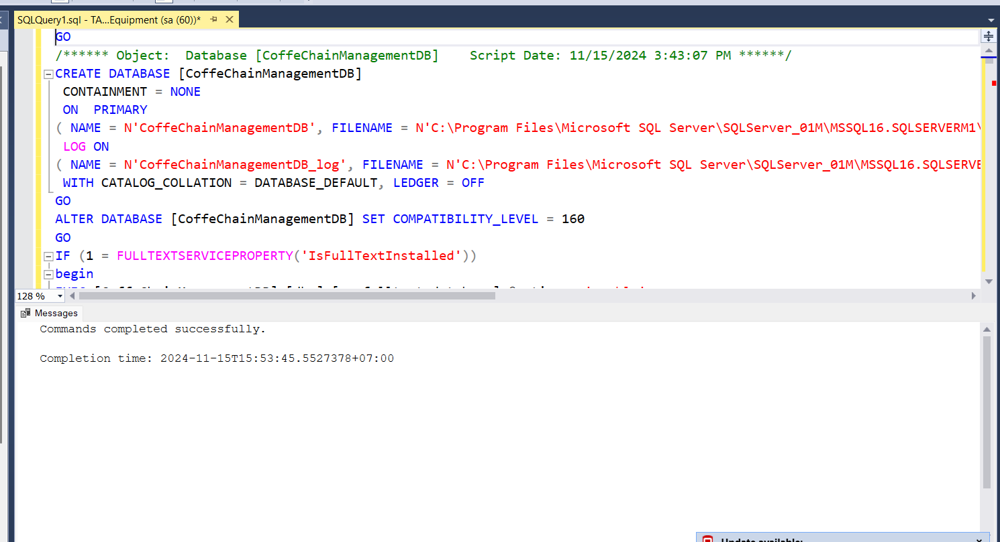 SQLQuery1.sql - TA...Equipment (sa (60))*
GO
/****** Object:  Database [CoffeChainManagementDB]    Script Date: 11/15/2024 3:43:07 PM ******/
CREATE DATABASE [CoffeChainManagementDB]
CONTAINMENT = NONE
ON  PRIMARY
( NAME = N'CoffeChainManagementDB', FILENAME = N'C:\Program Files\Microsoft SQL Server\SQLServer_01M\MSSQL16.SQLSERVERM1\
LOG ON
( NAME = N'CoffeChainManagementDB_log', FILENAME = N'C:\Program Files\Microsoft SQL Server\SQLServer_01M\MSSQL16.SQLSERVE
WITH CATALOG_COLLATION = DATABASE_DEFAULT, LEDGER = OFF
GO
ALTER DATABASE [CoffeChainManagementDB] SET COMPATIBILITY_LEVEL = 160
GO
IF (1 = FULLTEXTSERVICEPROPERTY('IsFullTextInstalled'))
begin
128 %
Messages
Commands completed successfully.
Completion time: 2024-11-15T15:53:45.5527378+07:00
Update available: